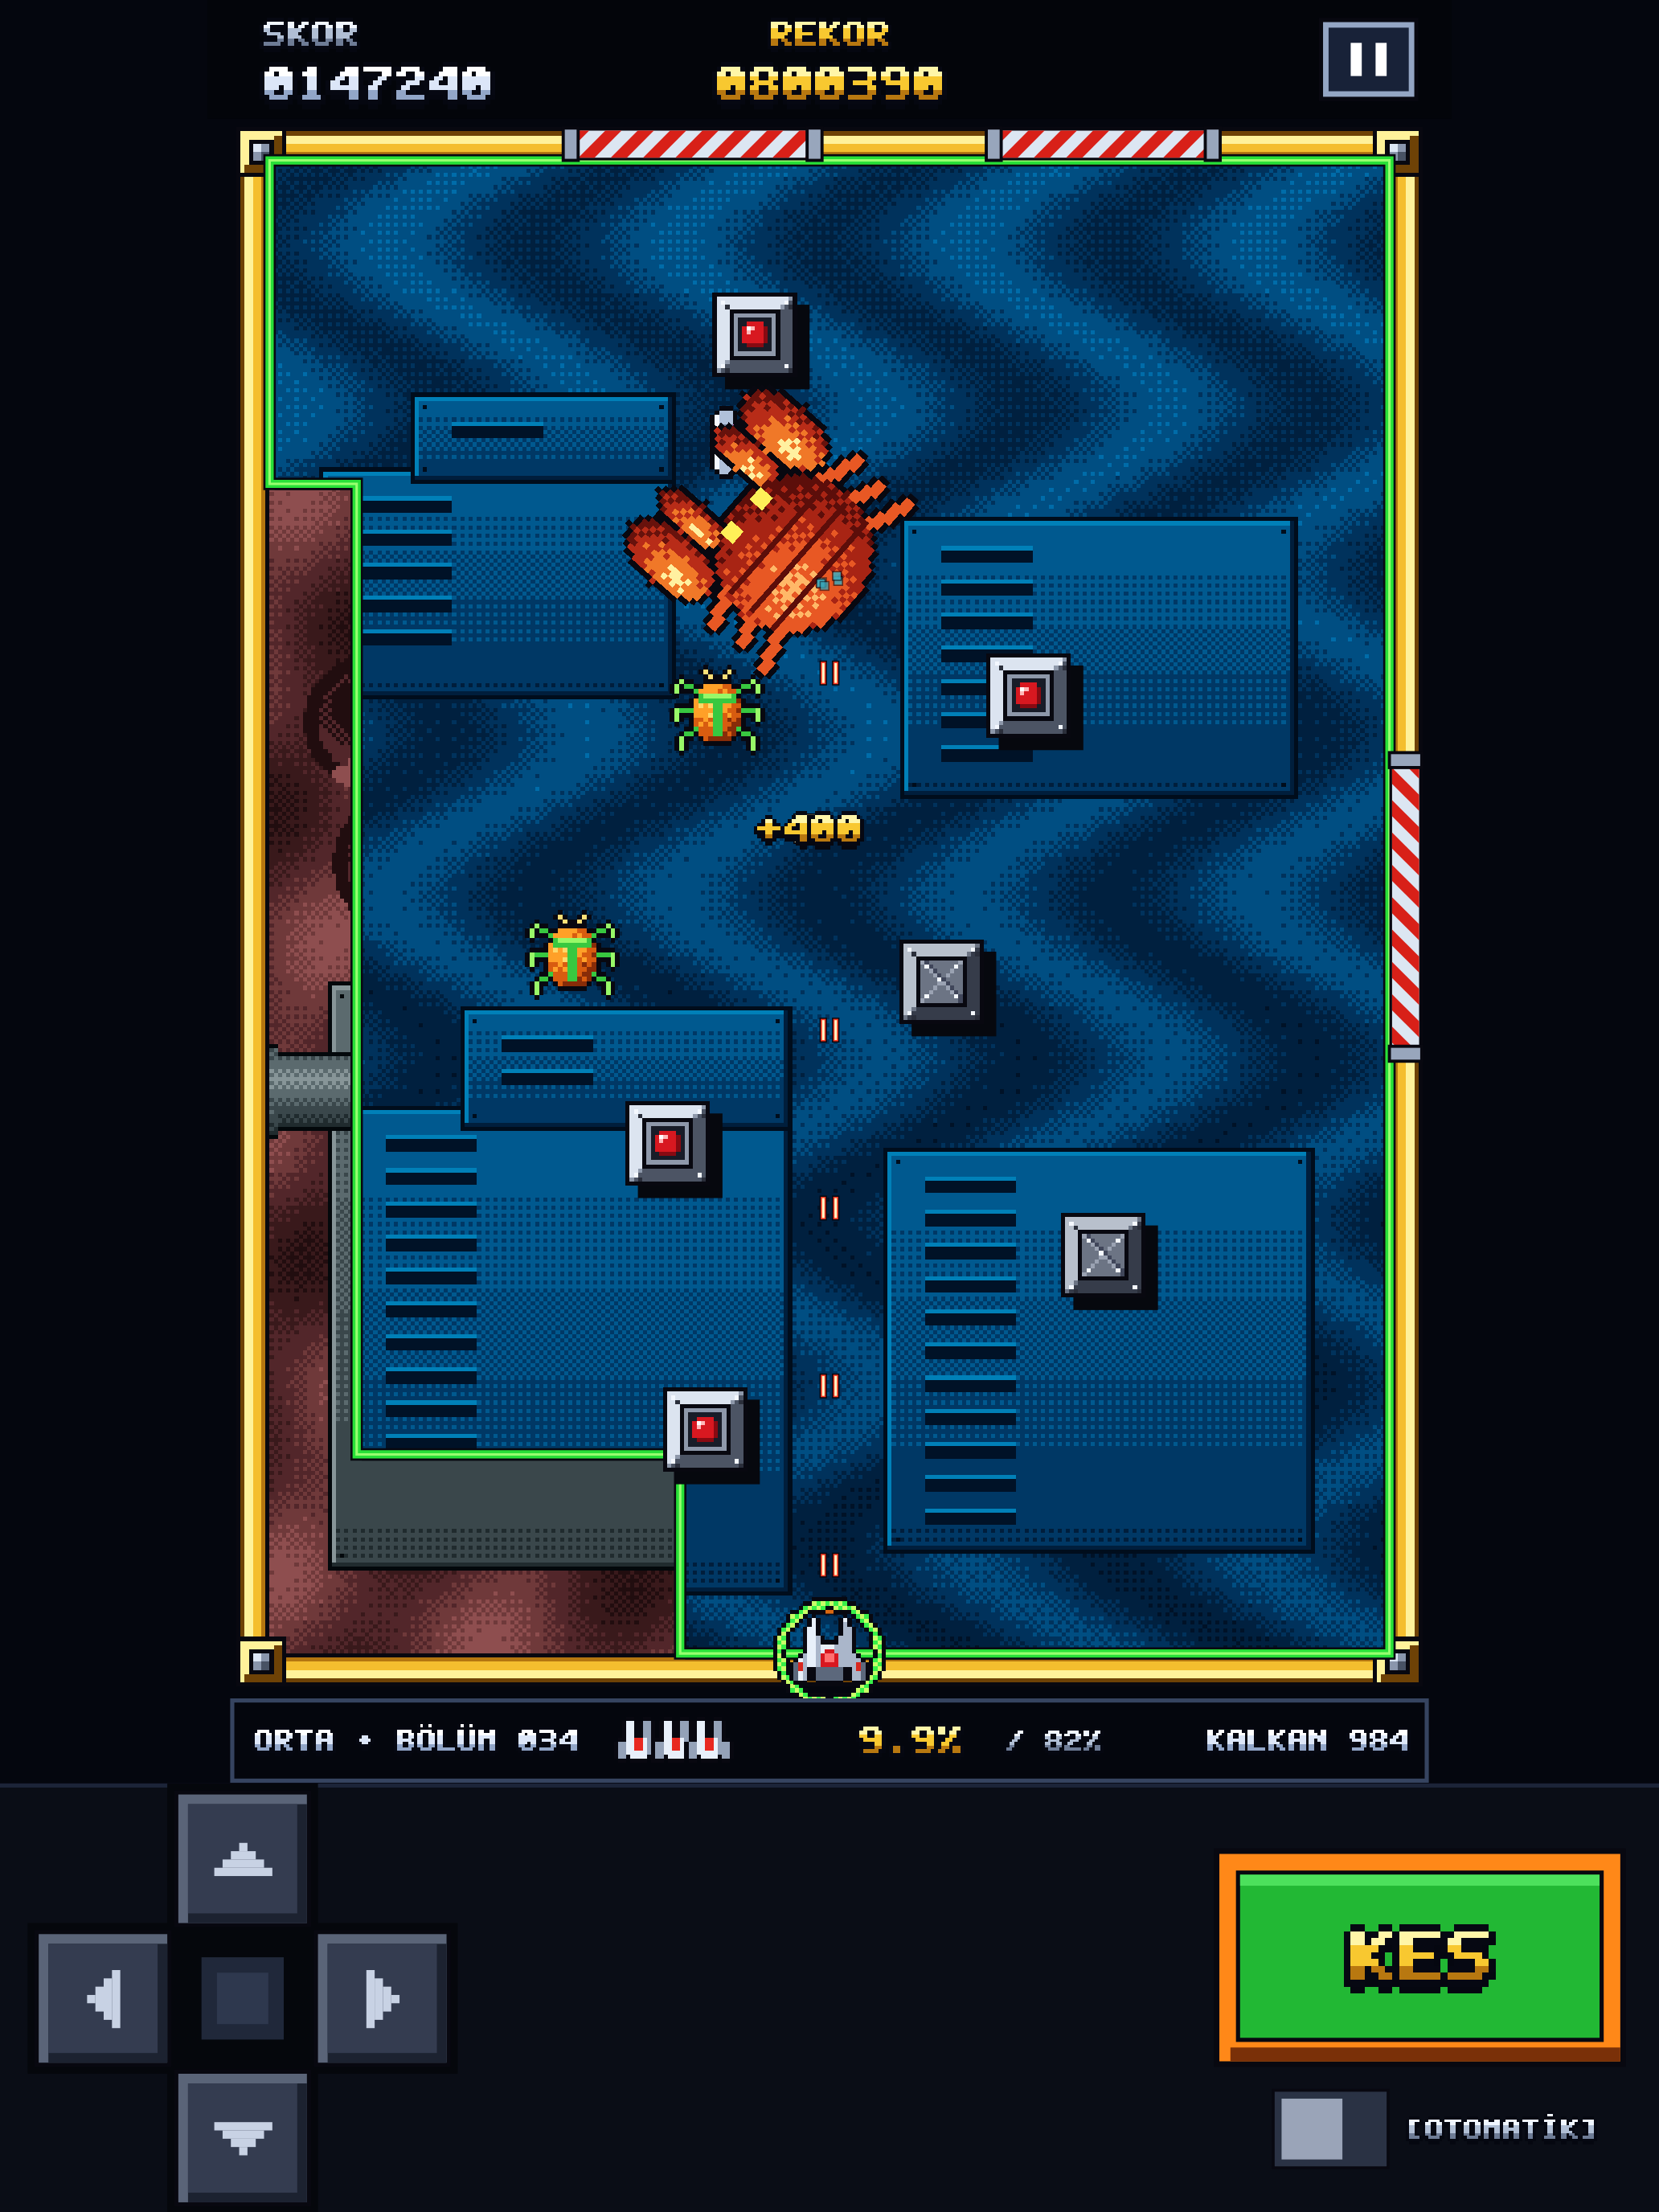 SKOR
REKOR
0147240
0800390
+400
ORTA • BÖLÜM 034
9.9% / 82%
KALKAN 984
KES
[OTOMATİK]